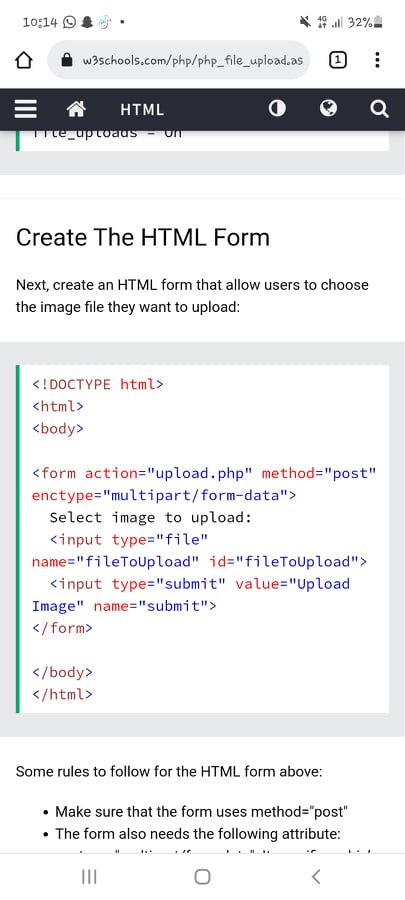 10:14
4G
32%
w3schools.com/php/php_file_upload.as
1
HTML
file_uploads = On
Create The HTML Form
Next, create an HTML form that allow users to choose
the image file they want to upload:
<!DOCTYPE html>
<html>
<body>
<form action="upload.php" method="post"
enctype="multipart/form-data">
Select image to upload:
<input type="file"
name="fileToUpload" id="fileToUpload">
<input type="submit" value="Upload
Image" name="submit">
</form>
</body>
</html>
Some rules to follow for the HTML form above:
• Make sure that the form uses method="post"
• The form also needs the following attribute: